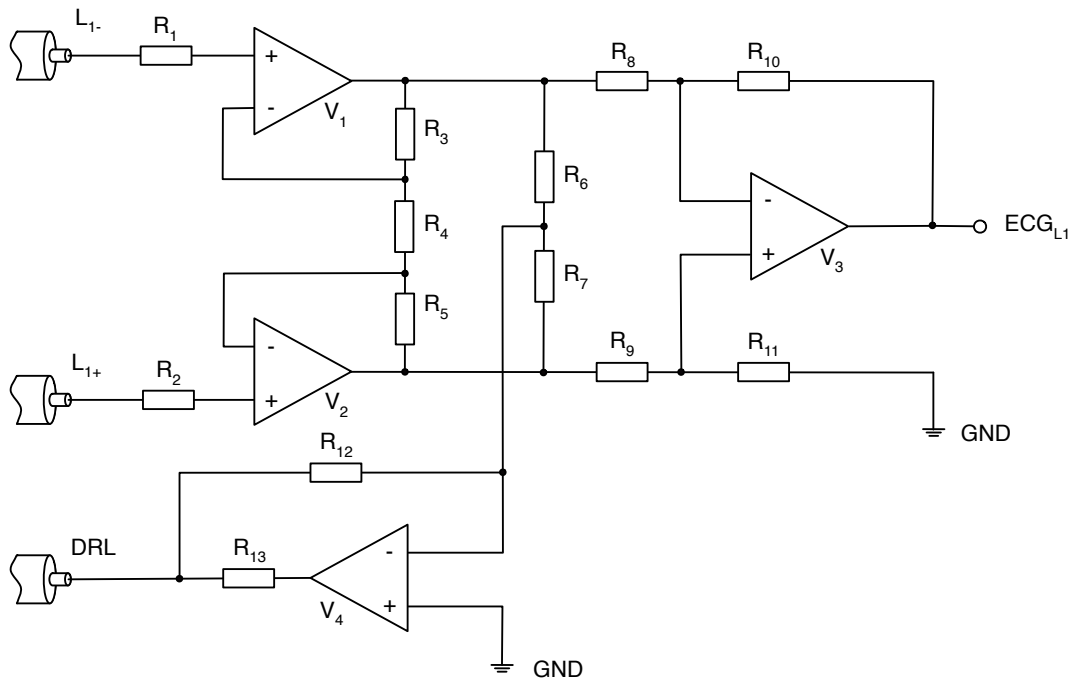 L1-
R1
+
-
V1
R3
R8
R10
R6
R4
-
+
V3
ECGL1
R7
R5
L1+
R2
-
+
V2
R9
R11
GND
R12
DRL
R13
-
+
V4
GND